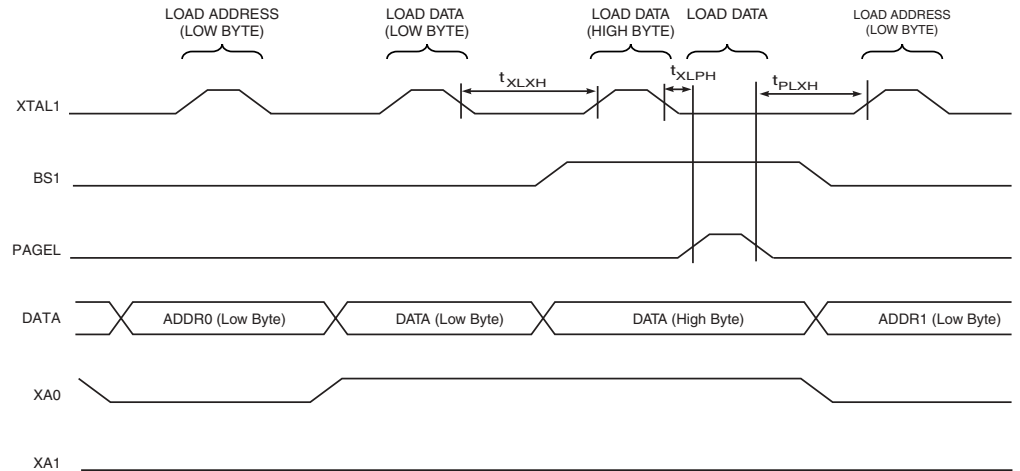 LOAD ADDRESS
(LOW BYTE)
LOAD DATA
(LOW BYTE)
LOAD DATA
(HIGH BYTE)
LOAD DATA
LOAD ADDRESS
(LOW BYTE)
XTAL1
tXLXH
tXLPH
tPLXH
BS1
PAGEL
DATA
ADDR0 (Low Byte)
DATA (Low Byte)
DATA (High Byte)
ADDR1 (Low Byte)
XA0
XA1